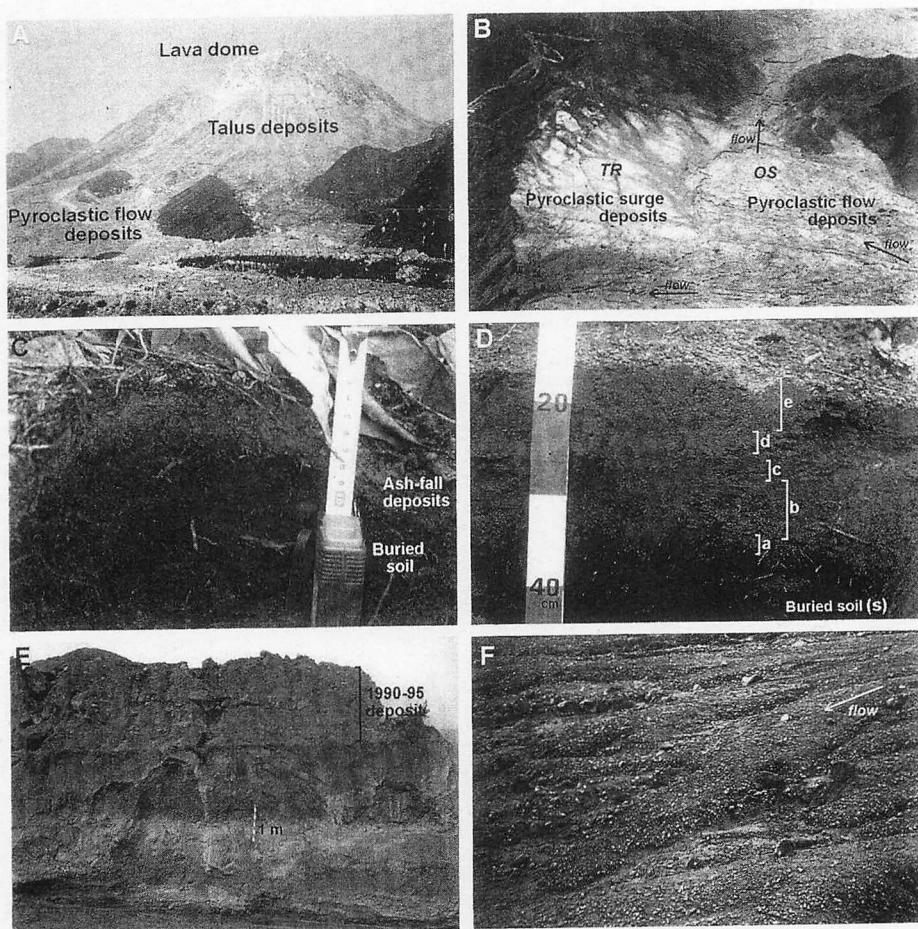 A
Lava dome
Talus deposits
Pyroclastic flow
deposits
B
flow
TR
OS
Pyroclastic surge
deposits
Pyroclastic flow
deposits
flow
flow
C
Ash-fall
deposits
Buried
soil
D
20
e
d
c
b
a
40
cm
Buried soil (s)
E
1990-95
deposit
1 m
F
flow